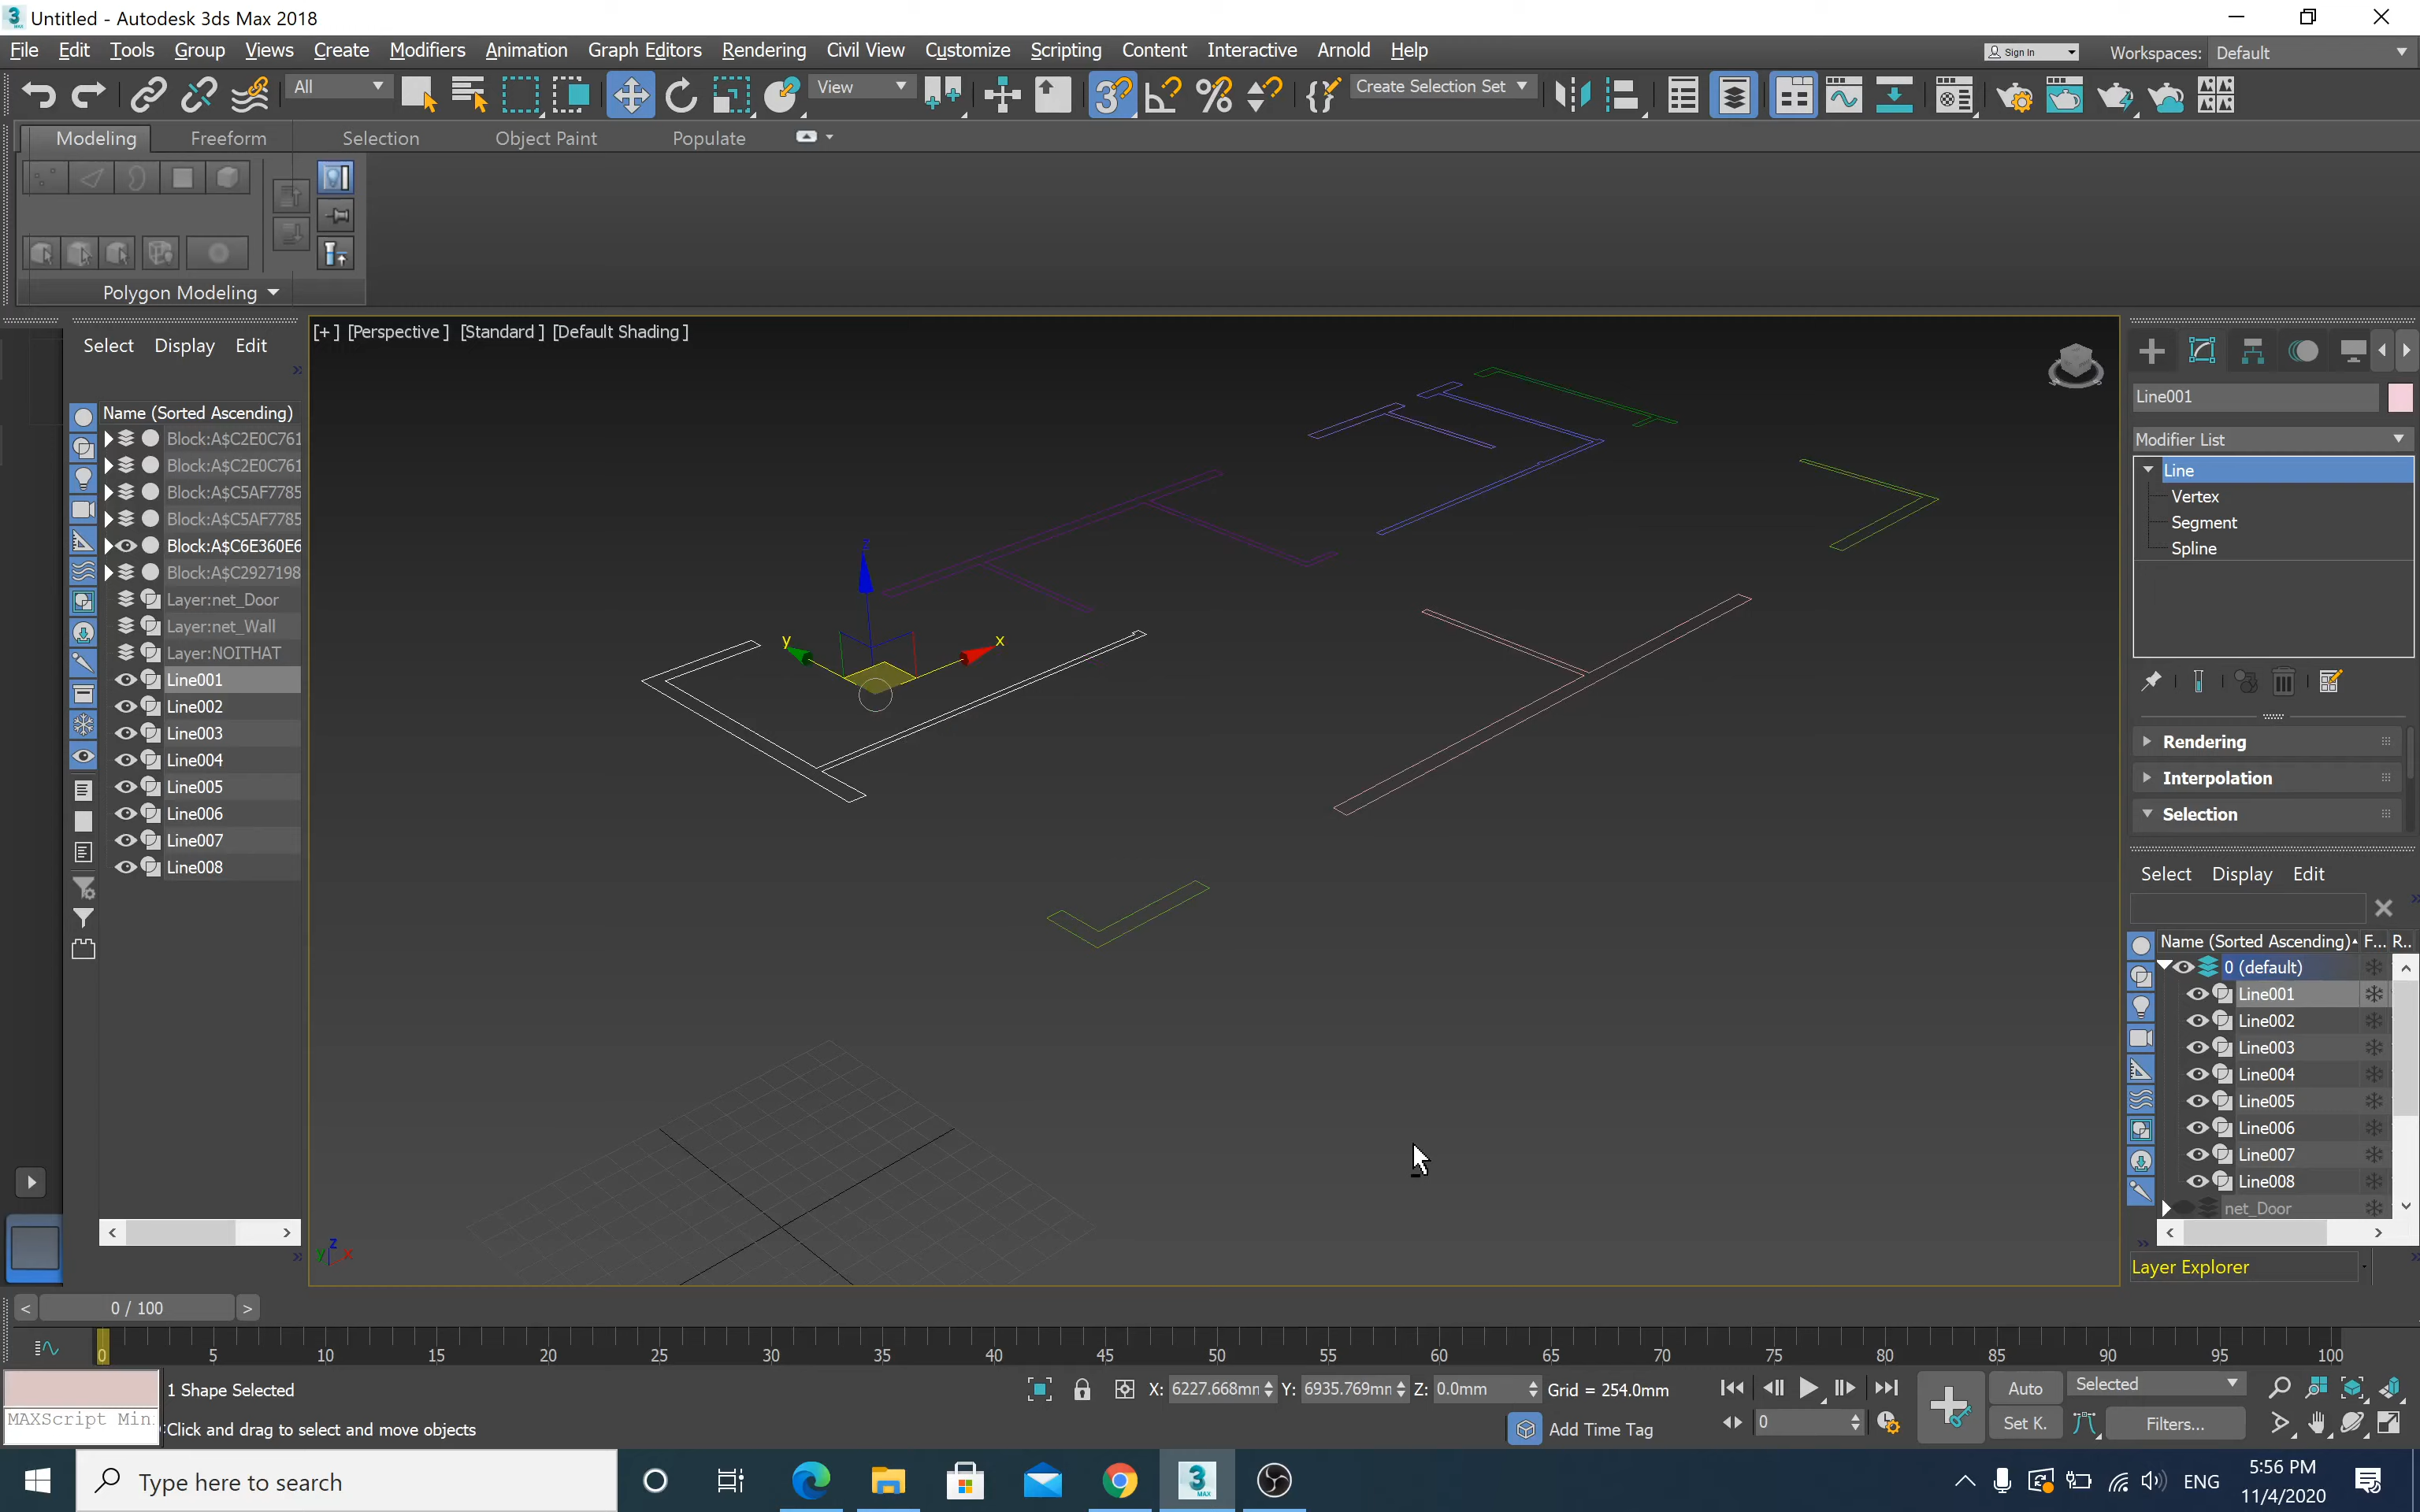 Untitled - Autodesk 3ds Max 2018
File Edit Tools Group Views Create Modifiers Animation Graph Editors Rendering Civil View Customize Scripting Content Interactive Arnold Help
Sign In
Workspaces: Default
All
View
Create Selection Set
Modeling Freeform Selection Object Paint Populate
Polygon Modeling
Select Display Edit
Name (Sorted Ascending)
Block:A$C2E0C761
Block:A$C2E0C761
Block:A$C5AF7785
Block:A$C5AF7785
Block:A$C6E360E6
Block:A$C2927198
Layer:net_Door
Layer:net_Wall
Layer:NOITHAT
Line001
Line002
Line003
Line004
Line005
Line006
Line007
Line008
[+] [Perspective] [Standard] [Default Shading]
z
y
x
z
y
x
Line001
Modifier List
Line
Vertex
Segment
Spline
Rendering
Interpolation
Selection
Select Display Edit
Name (Sorted Ascending) F... R..
0 (default)
Line001
Line002
Line003
Line004
Line005
Line006
Line007
Line008
net_Door
Layer Explorer
0 / 100
0 5 10 15 20 25 30 35 40 45 50 55 60 65 70 75 80 85 90 95 100
1 Shape Selected
MAXScript Min
Click and drag to select and move objects
X: 6227.668mm Y: 6935.769mm Z: 0.0mm Grid = 254.0mm
Add Time Tag
0
Auto
Selected
Set K.
Filters...
Type here to search
ENG
5:56 PM
11/4/2020